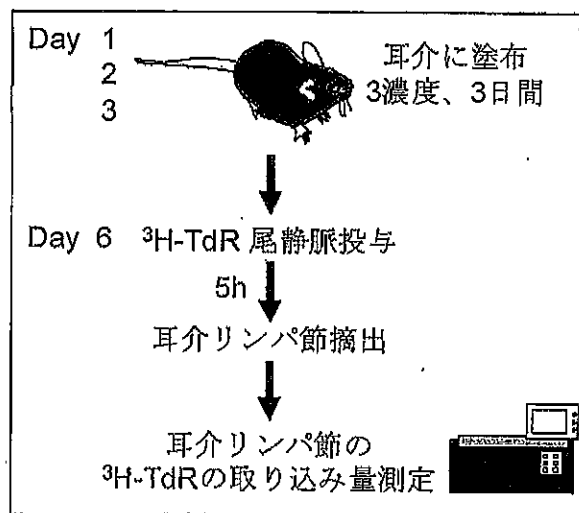 Day 1
2
3
耳介に塗布
3濃度、3日間
Day 6 ³H-TdR 尾静脈投与
5h
耳介リンパ節摘出
耳介リンパ節の
³H-TdRの取り込み量測定